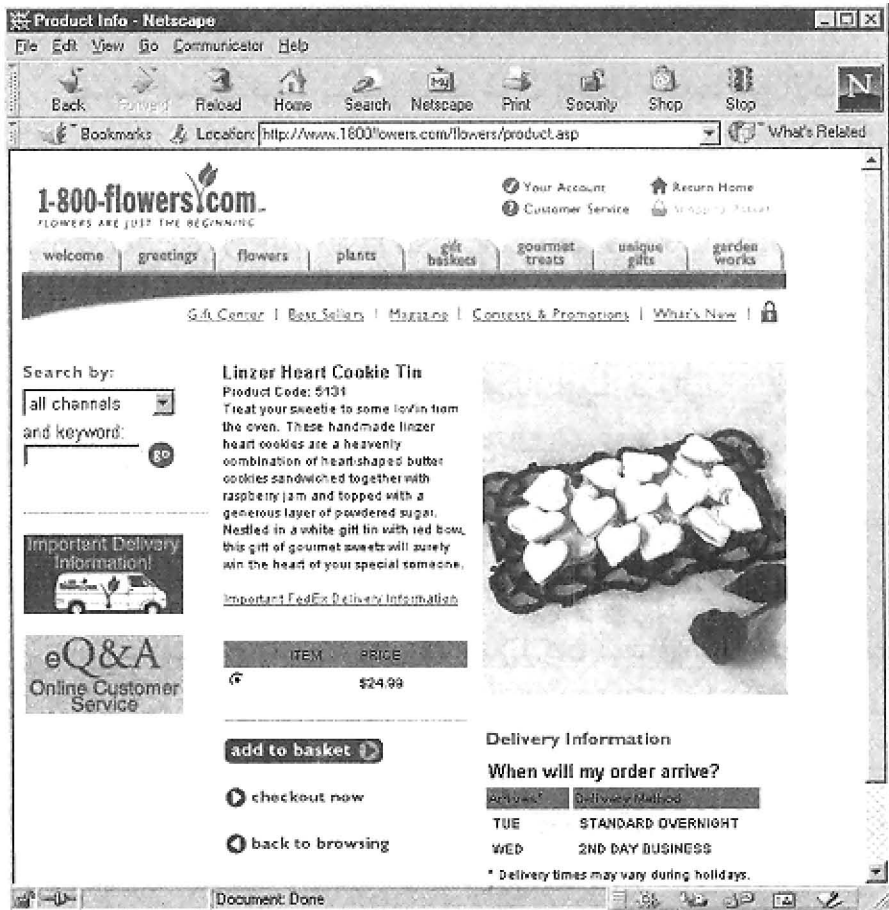 Product Info - Netscape
File Edit View Go Communicator Help
Back Forward Reload Home Search Netscape Print Security Shop Stop
My
N
Bookmarks Location: http://www.1800flowers.com/flowers/product.asp What's Related
1-800-flowers.com
FLOWERS ARE JUST THE BEGINNING
Your Account Return Home
? Customer Service Shopping Basket
welcome greetings flowers plants gift baskets gourmet treats unique gifts garden works
Gift Center | Best Sellers | Magazine | Contests & Promotions | What's New |
Search by:
all channels
and keyword:
go
Important Delivery
Information!
eQ&A
Online Customer
Service
Linzer Heart Cookie Tin
Product Code: 5131
Treat your sweetie to some lovin from
the oven. These handmade linzer
heart cookies are a heavenly
combination of heart-shaped butter
cookies sandwiched together with
raspberry jam and topped with a
generous layer of powdered sugar.
Nestled in a white gift tin with red bow,
this gift of gourmet sweets will surely
win the heart of your special someone.
Important FedEx Delivery Information
ITEM PRICE
$24.99
add to basket
checkout now
back to browsing
Delivery Information
When will my order arrive?
Arrives* Delivery Method
TUE STANDARD OVERNIGHT
WED 2ND DAY BUSINESS
* Delivery times may vary during holidays.
Document: Done